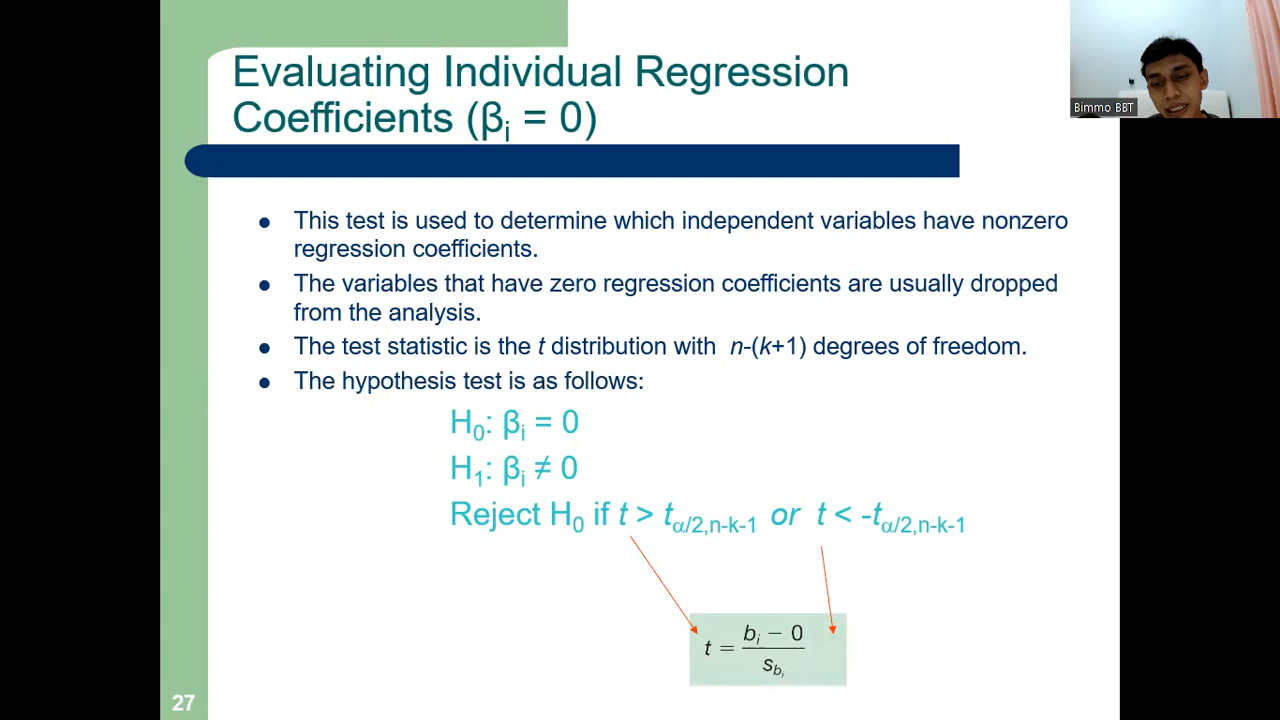 Evaluating Individual Regression
Coefficients (βi = 0)
Bimmo BBT
● This test is used to determine which independent variables have nonzero
regression coefficients.
● The variables that have zero regression coefficients are usually dropped
from the analysis.
● The test statistic is the t distribution with n-(k+1) degrees of freedom.
● The hypothesis test is as follows:
H0: βi = 0
H1: βi ≠ 0
Reject H0 if t > tα/2,n-k-1 or t < -tα/2,n-k-1
t = (bi − 0) / sbi
27